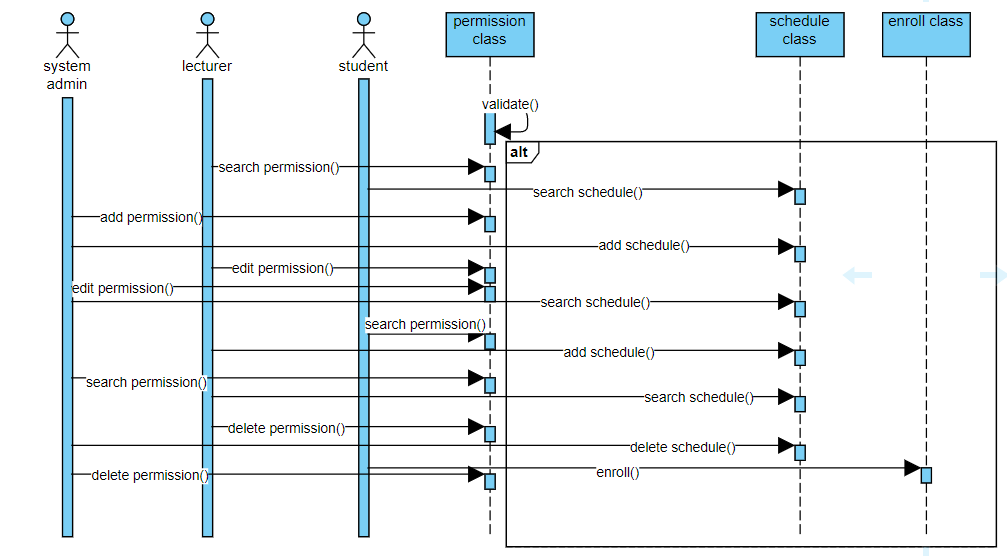 system
admin
lecturer
student
permission
class
schedule
class
enroll class
validate()
alt
search permission()
search schedule()
add permission()
add schedule()
edit permission()
edit permission()
search schedule()
search permission()
add schedule()
search permission()
search schedule()
delete permission()
delete schedule()
enroll()
delete permission()